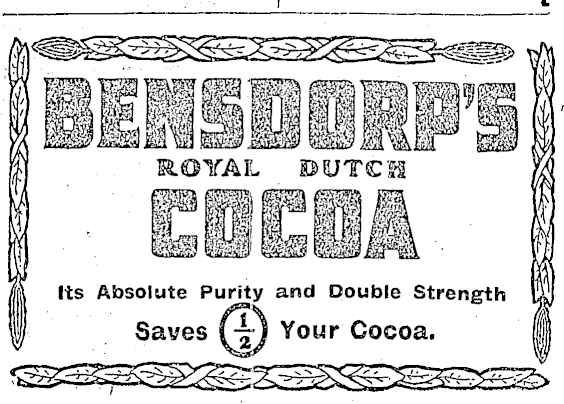 BENSDORP'S
ROYAL DUTCH
COCOA
Its Absolute Purity and Double Strength
Saves 1/2 Your Cocoa.